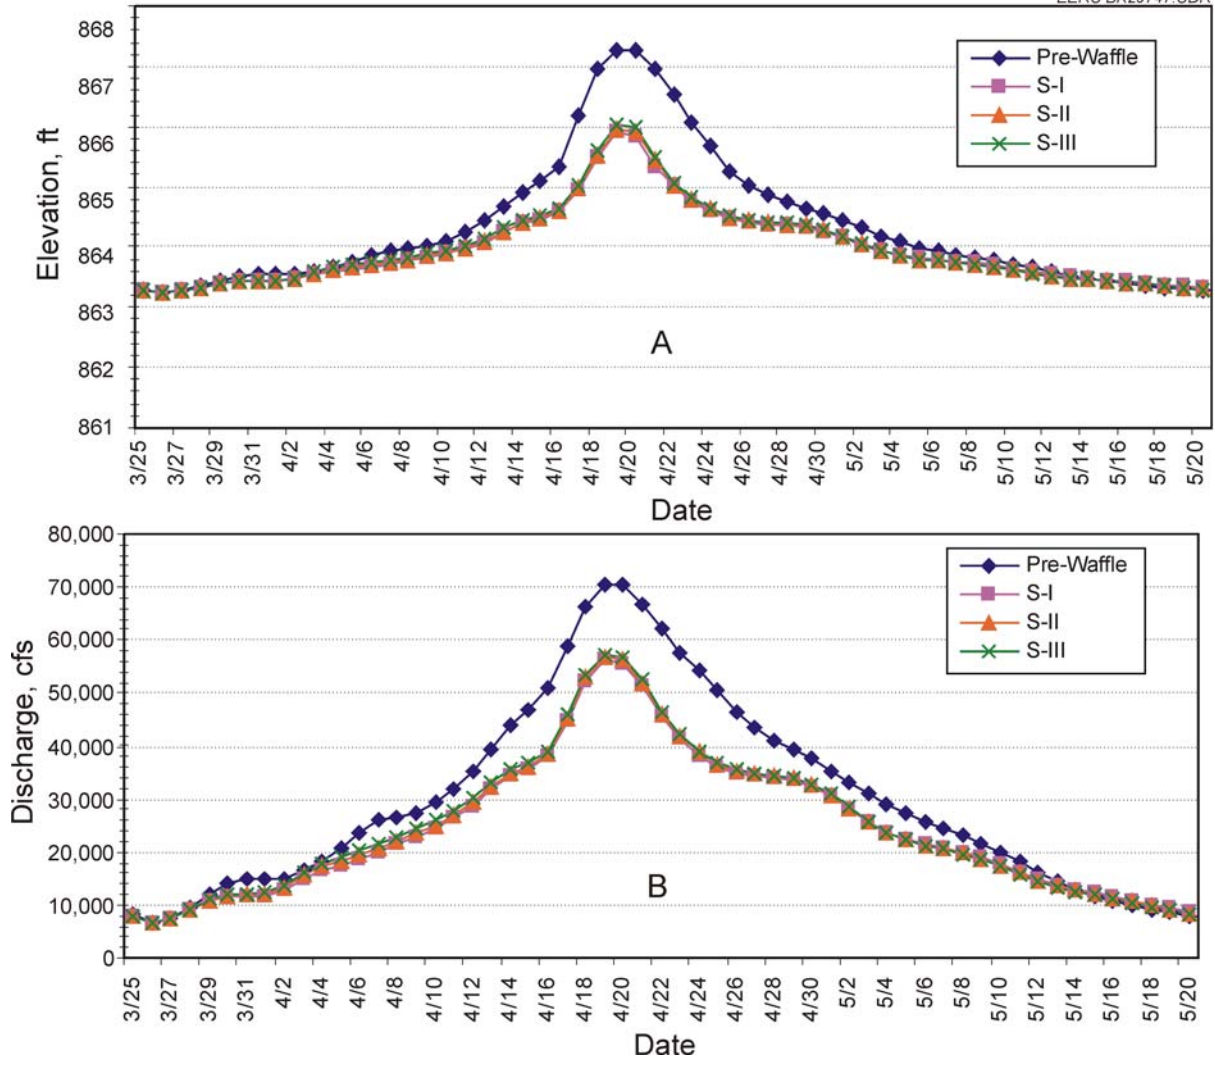 868
867
866
865
864
863
862
861
Elevation, ft
Pre-Waffle
S-I
S-II
S-III
A
3/25 3/27 3/29 3/31 4/2 4/4 4/6 4/8 4/10 4/12 4/14 4/16 4/18 4/20 4/22 4/24 4/26 4/28 4/30 5/2 5/4 5/6 5/8 5/10 5/12 5/14 5/16 5/18 5/20
Date
80,000
70,000
60,000
50,000
40,000
30,000
20,000
10,000
0
Discharge, cfs
Pre-Waffle
S-I
S-II
S-III
B
3/25 3/27 3/29 3/31 4/2 4/4 4/6 4/8 4/10 4/12 4/14 4/16 4/18 4/20 4/22 4/24 4/26 4/28 4/30 5/2 5/4 5/6 5/8 5/10 5/12 5/14 5/16 5/18 5/20
Date